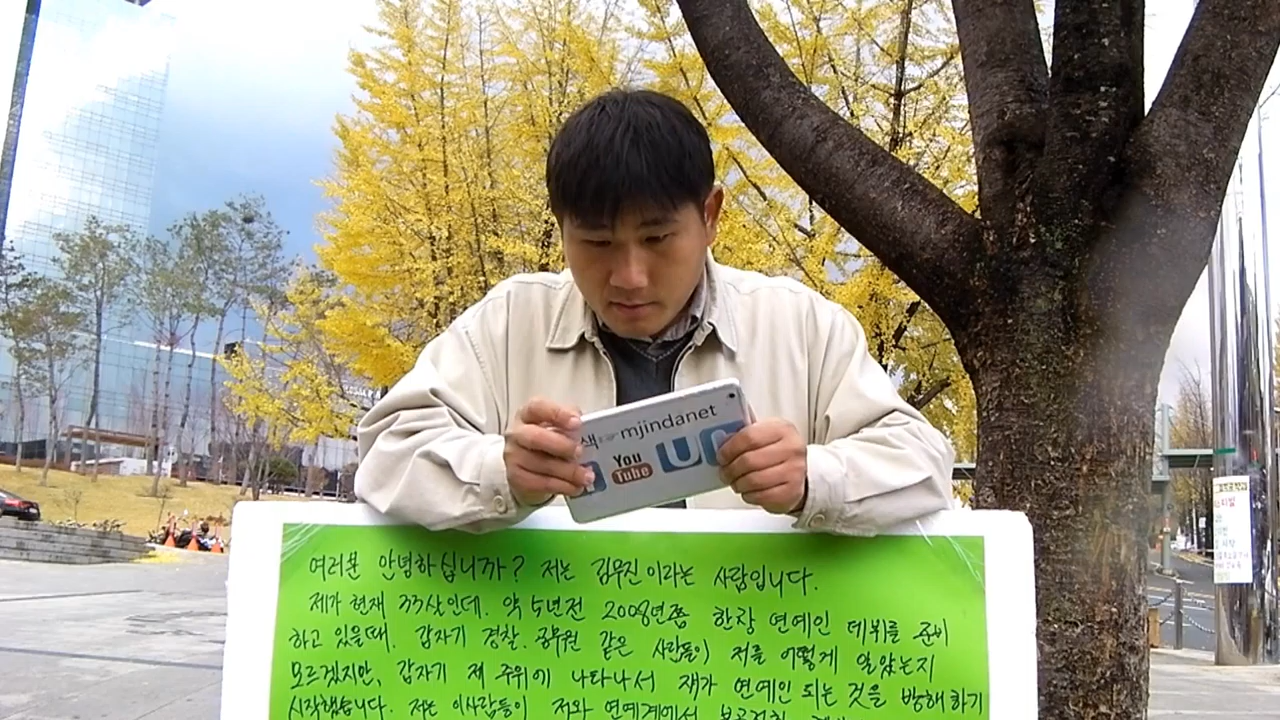 색☞mjindanet
You
Tube
여러분 안녕하십니까? 저는 김무진이라는 사람입니다.
제가 현재 33살인데. 약 5년전 2008년쯤 한창 연예인 데뷔를 준비
하고 있을때. 갑자기 경찰. 공무원 같은 사람들이 저를 어떻게 알았는지
모르겠지만, 갑자기 제 주위에 나타나서 재가 연예인 되는 것을 방해하기
시작했습니다. 저는 이사람들이 저와 연예계에서